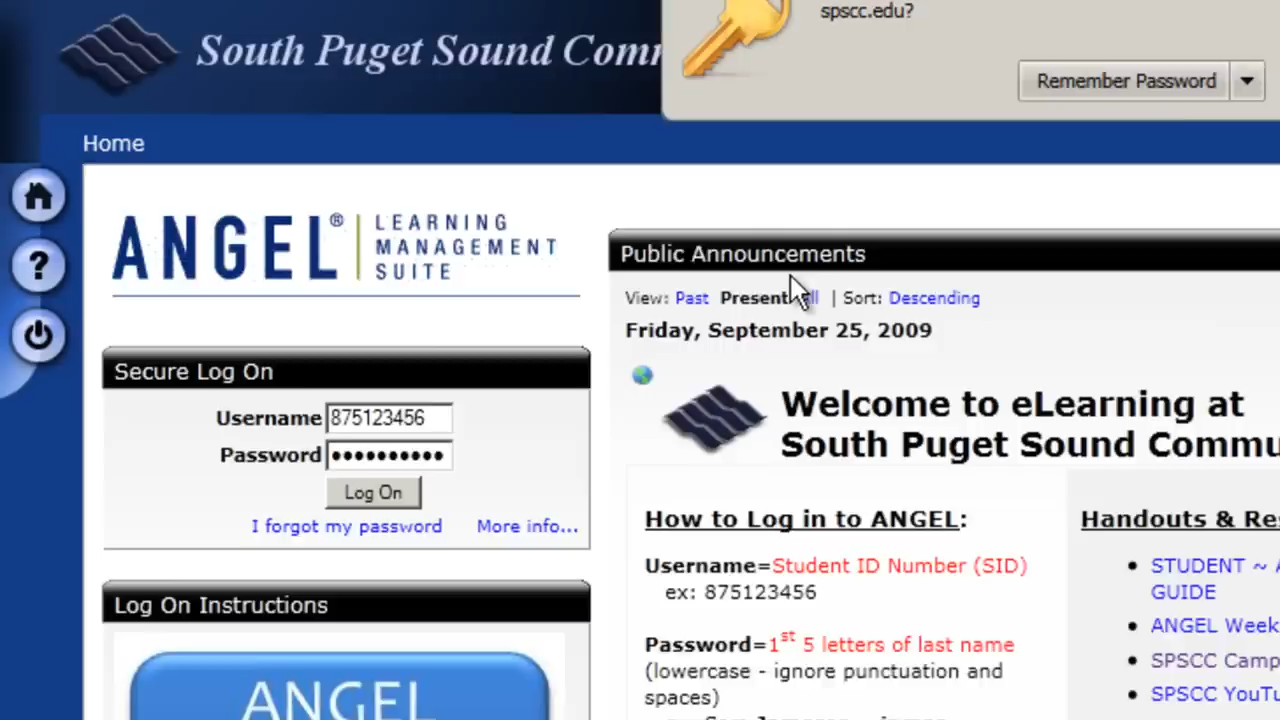 spscc.edu?
Remember Password
South Puget Sound
Home
ANGEL® LEARNING MANAGEMENT SUITE
Secure Log On
Username 875123456
Password ••••••••••
Log On
I forgot my password More info...
Log On Instructions
ANGEL
Public Announcements
View: Past Present | Sort: Descending
Friday, September 25, 2009
Welcome to eLearning at
South Puget Sound Commu
How to Log in to ANGEL:
Username=Student ID Number (SID)
ex: 875123456
Password=1st 5 letters of last name
(lowercase - ignore punctuation and
spaces)
Handouts & Re
STUDENT ~ A
GUIDE
ANGEL Week
SPSCC Camp
SPSCC YouTu